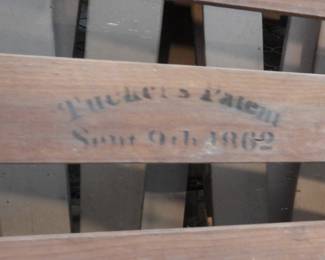 Tucker's Patent
Sept 9th 1862